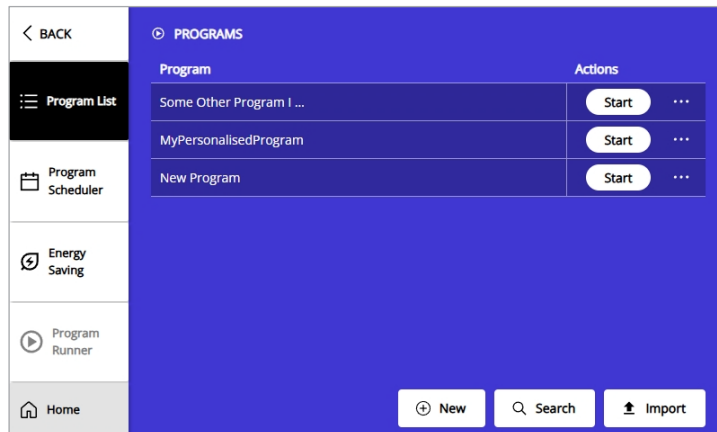 BACK
PROGRAMS
Program Actions
Program List
Some Other Program I ... Start ...
MyPersonalisedProgram Start ...
New Program Start ...
Program
Scheduler
Energy
Saving
Program
Runner
Home
New Search Import